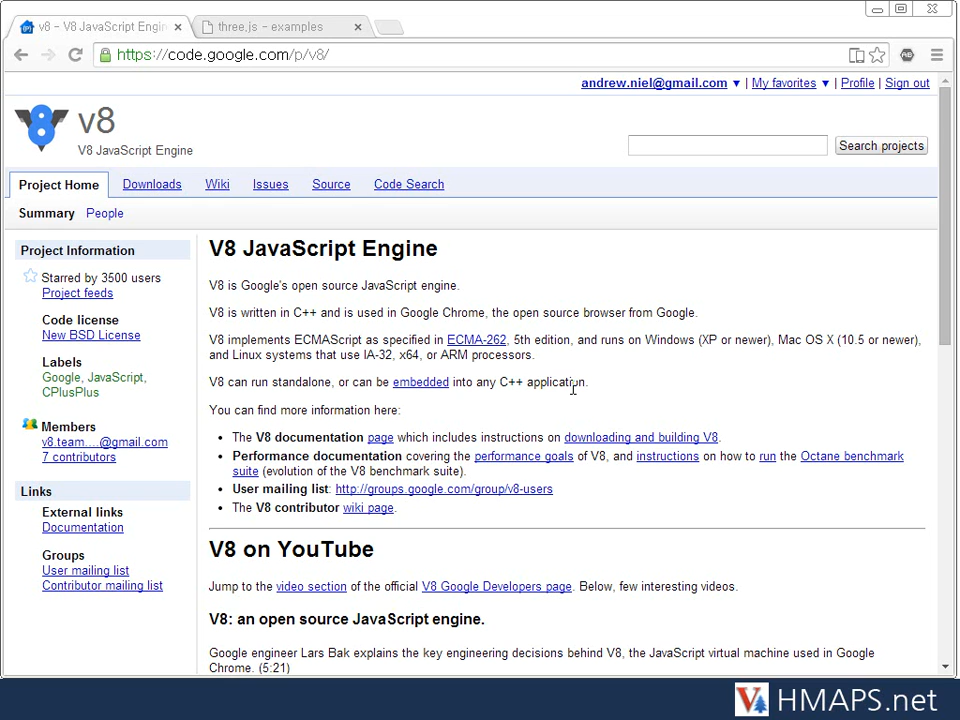 v8 - V8 JavaScript Engin
three.js - examples
https://code.google.com/p/v8/
andrew.niel@gmail.com ▼ | My favorites ▼ | Profile | Sign out
v8
V8 JavaScript Engine
Search projects
Project Home Downloads Wiki Issues Source Code Search
Summary People
Project Information
Starred by 3500 users
Project feeds
Code license
New BSD License
Labels
Google, JavaScript,
CPlusPlus
Members
v8.team....@gmail.com
7 contributors
Links
External links
Documentation
Groups
User mailing list
Contributor mailing list
V8 JavaScript Engine
V8 is Google's open source JavaScript engine.
V8 is written in C++ and is used in Google Chrome, the open source browser from Google.
V8 implements ECMAScript as specified in ECMA-262, 5th edition, and runs on Windows (XP or newer), Mac OS X (10.5 or newer),
and Linux systems that use IA-32, x64, or ARM processors.
V8 can run standalone, or can be embedded into any C++ application.
You can find more information here:
• The V8 documentation page which includes instructions on downloading and building V8.
• Performance documentation covering the performance goals of V8, and instructions on how to run the Octane benchmark
suite (evolution of the V8 benchmark suite).
• User mailing list: http://groups.google.com/group/v8-users
• The V8 contributor wiki page.
V8 on YouTube
Jump to the video section of the official V8 Google Developers page. Below, few interesting videos.
V8: an open source JavaScript engine.
Google engineer Lars Bak explains the key engineering decisions behind V8, the JavaScript virtual machine used in Google
Chrome. (5:21)
HMAPS.net